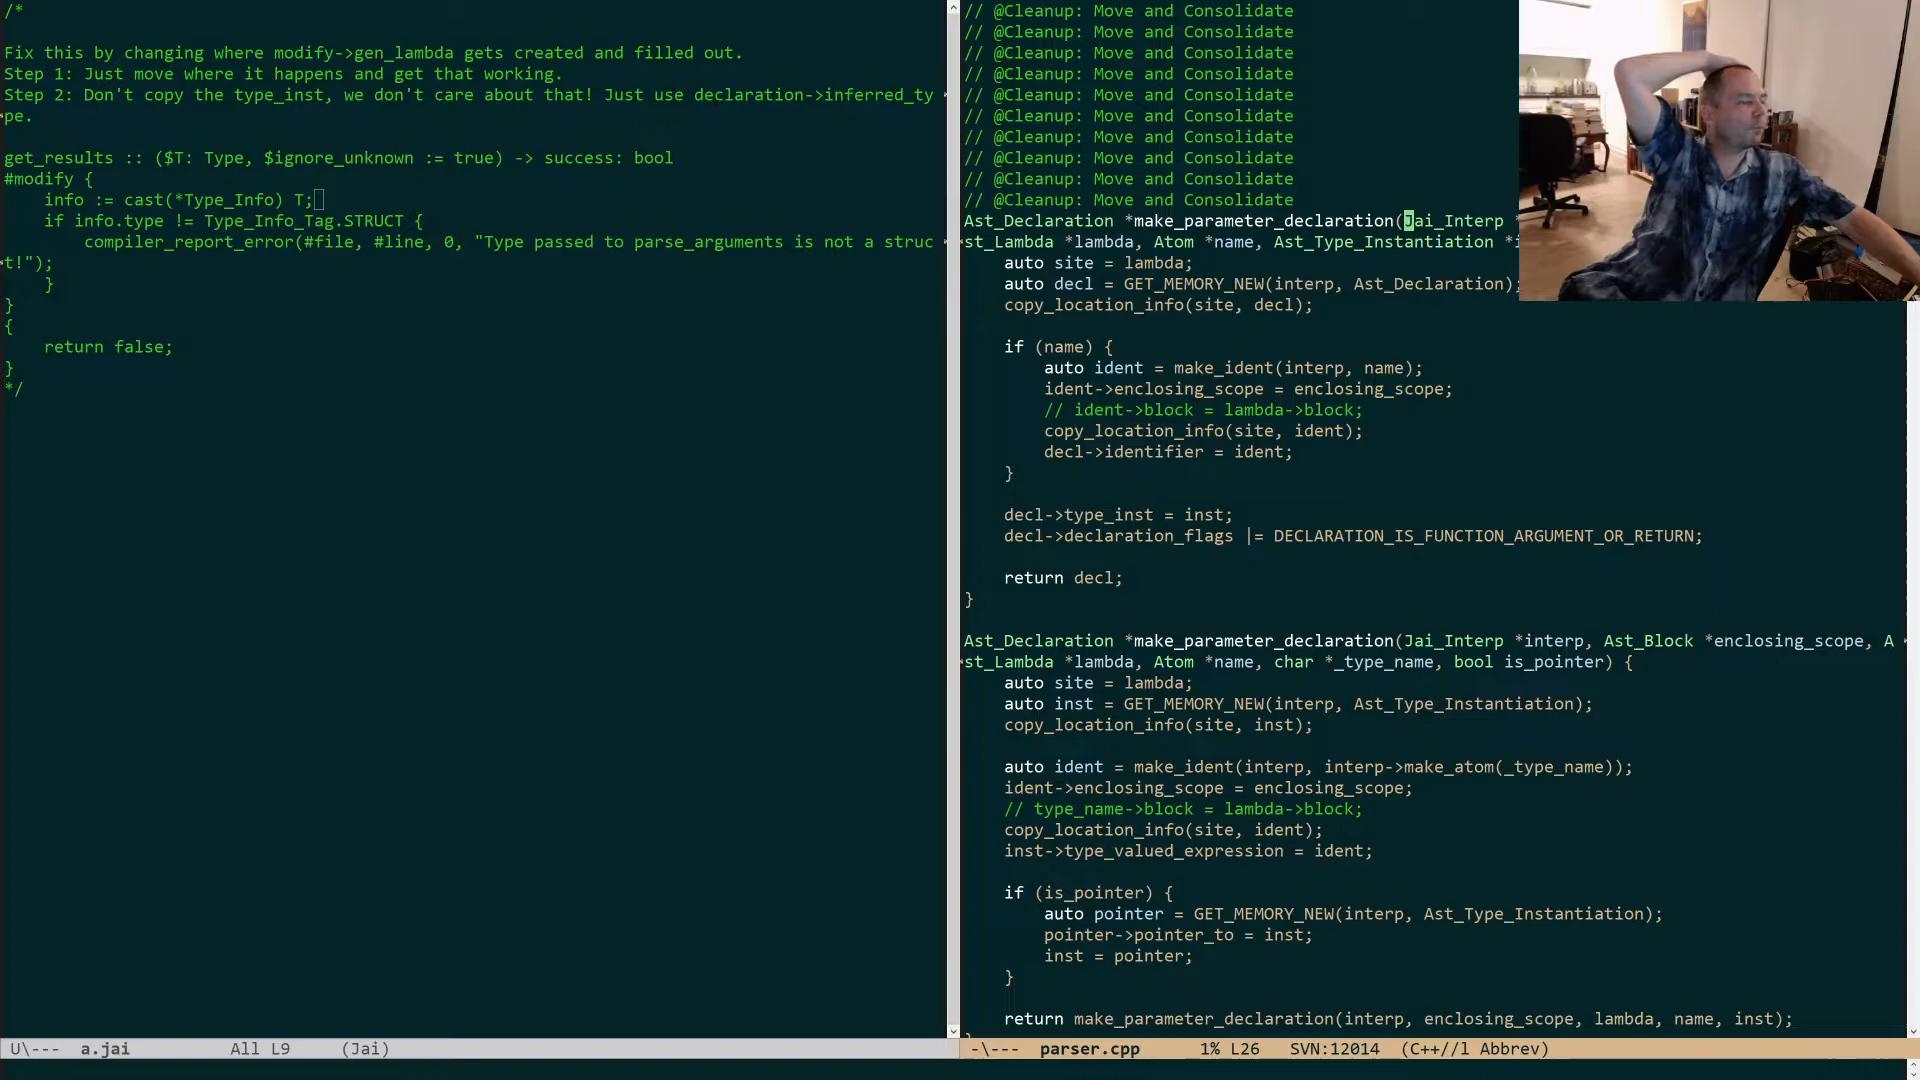 /*
Fix this by changing where modify->gen_lambda gets created and filled out.
Step 1: Just move where it happens and get that working.
Step 2: Don't copy the type_inst, we don't care about that! Just use declaration->inferred_ty
pe.
get_results :: ($T: Type, $ignore_unknown := true) -> success: bool
#modify {
    info := cast(*Type_Info) T;
    if info.type != Type_Info_Tag.STRUCT {
        compiler_report_error(#file, #line, 0, "Type passed to parse_arguments is not a struc
t!");
    }
}
{
    return false;
}
*/
U\--- a.jai All L9 (Jai)
// @Cleanup: Move and Consolidate
// @Cleanup: Move and Consolidate
// @Cleanup: Move and Consolidate
// @Cleanup: Move and Consolidate
// @Cleanup: Move and Consolidate
// @Cleanup: Move and Consolidate
// @Cleanup: Move and Consolidate
// @Cleanup: Move and Consolidate
// @Cleanup: Move and Consolidate
// @Cleanup: Move and Consolidate
Ast_Declaration *make_parameter_declaration(Jai_Interp
st_Lambda *lambda, Atom *name, Ast_Type_Instantiation *
    auto site = lambda;
    auto decl = GET_MEMORY_NEW(interp, Ast_Declaration);
    copy_location_info(site, decl);
    if (name) {
        auto ident = make_ident(interp, name);
        ident->enclosing_scope = enclosing_scope;
        // ident->block = lambda->block;
        copy_location_info(site, ident);
        decl->identifier = ident;
    }
    decl->type_inst = inst;
    decl->declaration_flags |= DECLARATION_IS_FUNCTION_ARGUMENT_OR_RETURN;
    return decl;
}
Ast_Declaration *make_parameter_declaration(Jai_Interp *interp, Ast_Block *enclosing_scope, A
st_Lambda *lambda, Atom *name, char *_type_name, bool is_pointer) {
    auto site = lambda;
    auto inst = GET_MEMORY_NEW(interp, Ast_Type_Instantiation);
    copy_location_info(site, inst);
    auto ident = make_ident(interp, interp->make_atom(_type_name));
    ident->enclosing_scope = enclosing_scope;
    // type_name->block = lambda->block;
    copy_location_info(site, ident);
    inst->type_valued_expression = ident;
    if (is_pointer) {
        auto pointer = GET_MEMORY_NEW(interp, Ast_Type_Instantiation);
        pointer->pointer_to = inst;
        inst = pointer;
    }
    return make_parameter_declaration(interp, enclosing_scope, lambda, name, inst);
-\--- parser.cpp 1% L26 SVN:12014 (C++//l Abbrev)